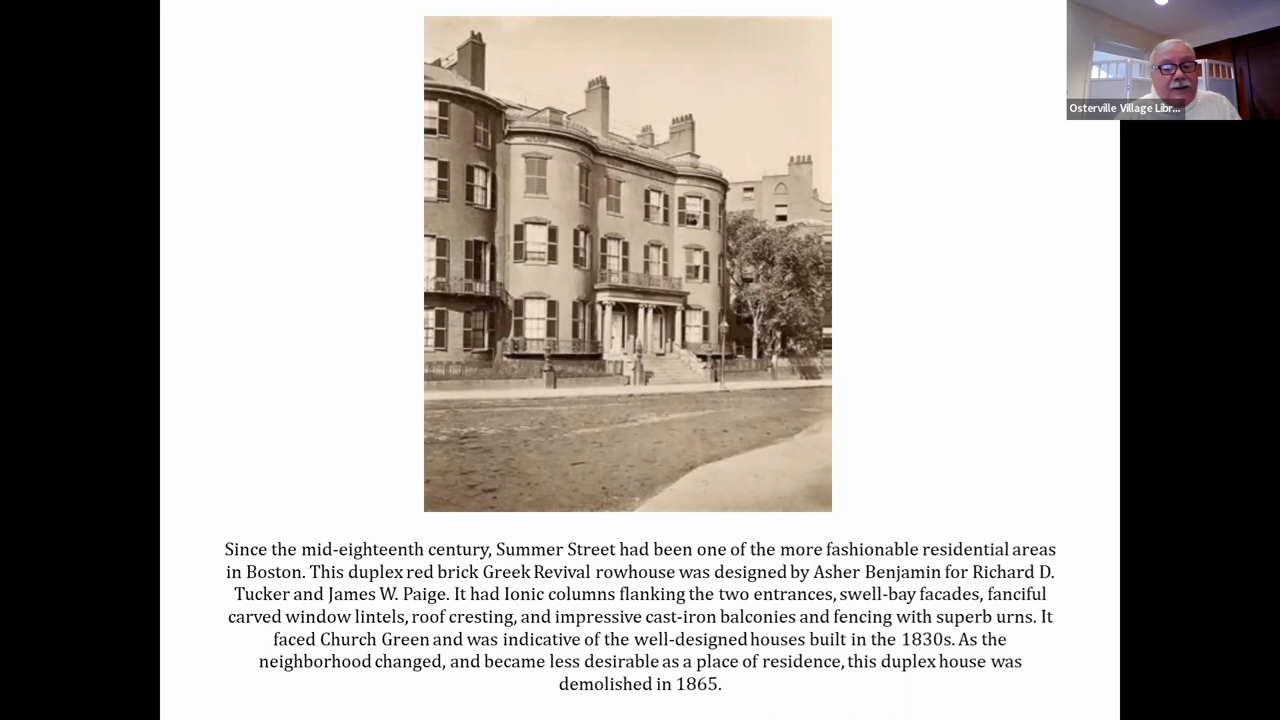 Osterville Village Libr...
Since the mid-eighteenth century, Summer Street had been one of the more fashionable residential areas
in Boston. This duplex red brick Greek Revival rowhouse was designed by Asher Benjamin for Richard D.
Tucker and James W. Paige. It had Ionic columns flanking the two entrances, swell-bay facades, fanciful
carved window lintels, roof cresting, and impressive cast-iron balconies and fencing with superb urns. It
faced Church Green and was indicative of the well-designed houses built in the 1830s. As the
neighborhood changed, and became less desirable as a place of residence, this duplex house was
demolished in 1865.